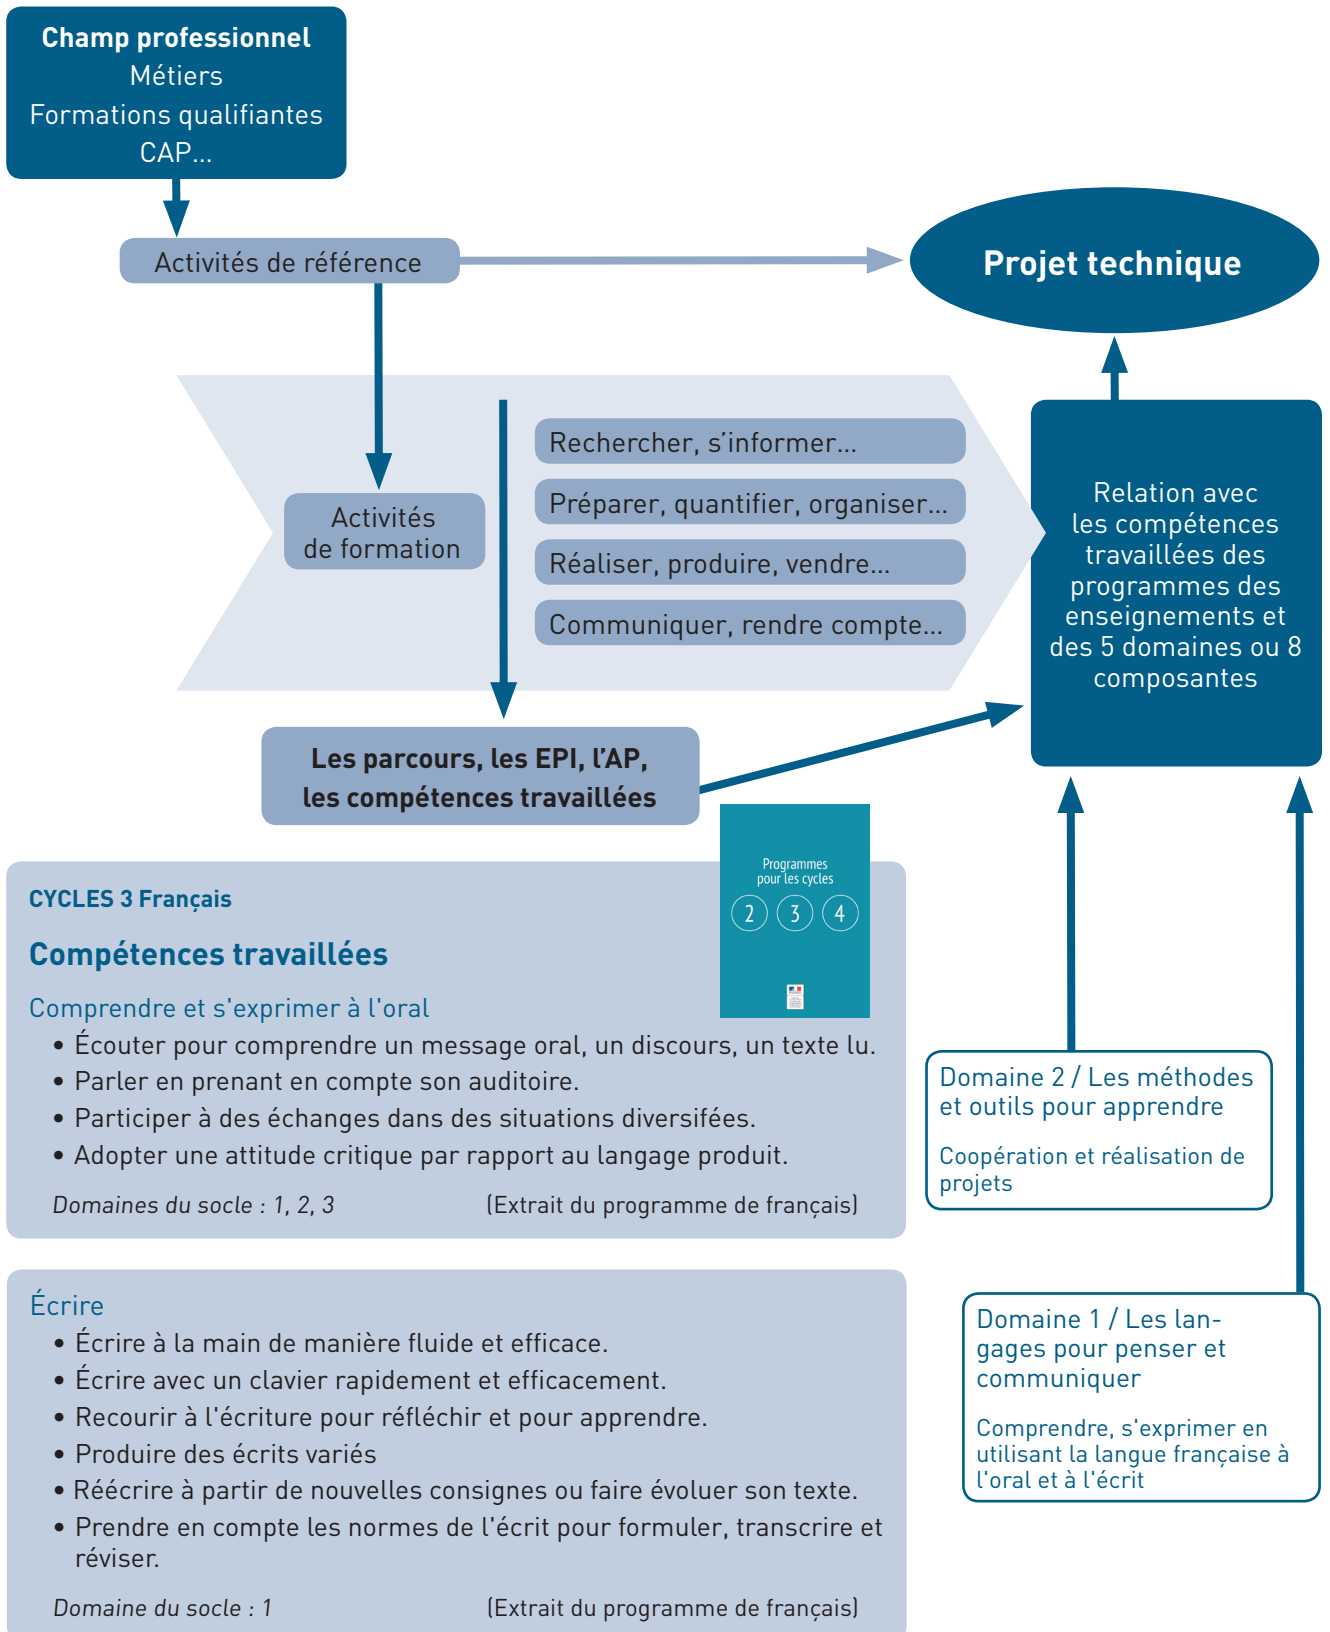 Champ professionnel
Métiers
Formations qualifiantes
CAP...
Activités de référence
Projet technique
Activités
de formation
Rechercher, s'informer...
Préparer, quantifier, organiser...
Réaliser, produire, vendre...
Communiquer, rendre compte...
Relation avec
les compétences
travaillées des
programmes des
enseignements et
des 5 domaines ou 8
composantes
Les parcours, les EPI, l'AP,
les compétences travaillées
Programmes
pour les cycles
2 3 4
CYCLES 3 Français
Compétences travaillées
Comprendre et s'exprimer à l'oral
• Écouter pour comprendre un message oral, un discours, un texte lu.
• Parler en prenant en compte son auditoire.
• Participer à des échanges dans des situations diversifées.
• Adopter une attitude critique par rapport au langage produit.
Domaines du socle : 1, 2, 3 (Extrait du programme de français)
Domaine 2 / Les méthodes
et outils pour apprendre
Coopération et réalisation de
projets
Écrire
• Écrire à la main de manière fluide et efficace.
• Écrire avec un clavier rapidement et efficacement.
• Recourir à l'écriture pour réfléchir et pour apprendre.
• Produire des écrits variés
• Réécrire à partir de nouvelles consignes ou faire évoluer son texte.
• Prendre en compte les normes de l'écrit pour formuler, transcrire et
réviser.
Domaine du socle : 1 (Extrait du programme de français)
Domaine 1 / Les lan-
gages pour penser et
communiquer
Comprendre, s'exprimer en
utilisant la langue française à
l'oral et à l'écrit